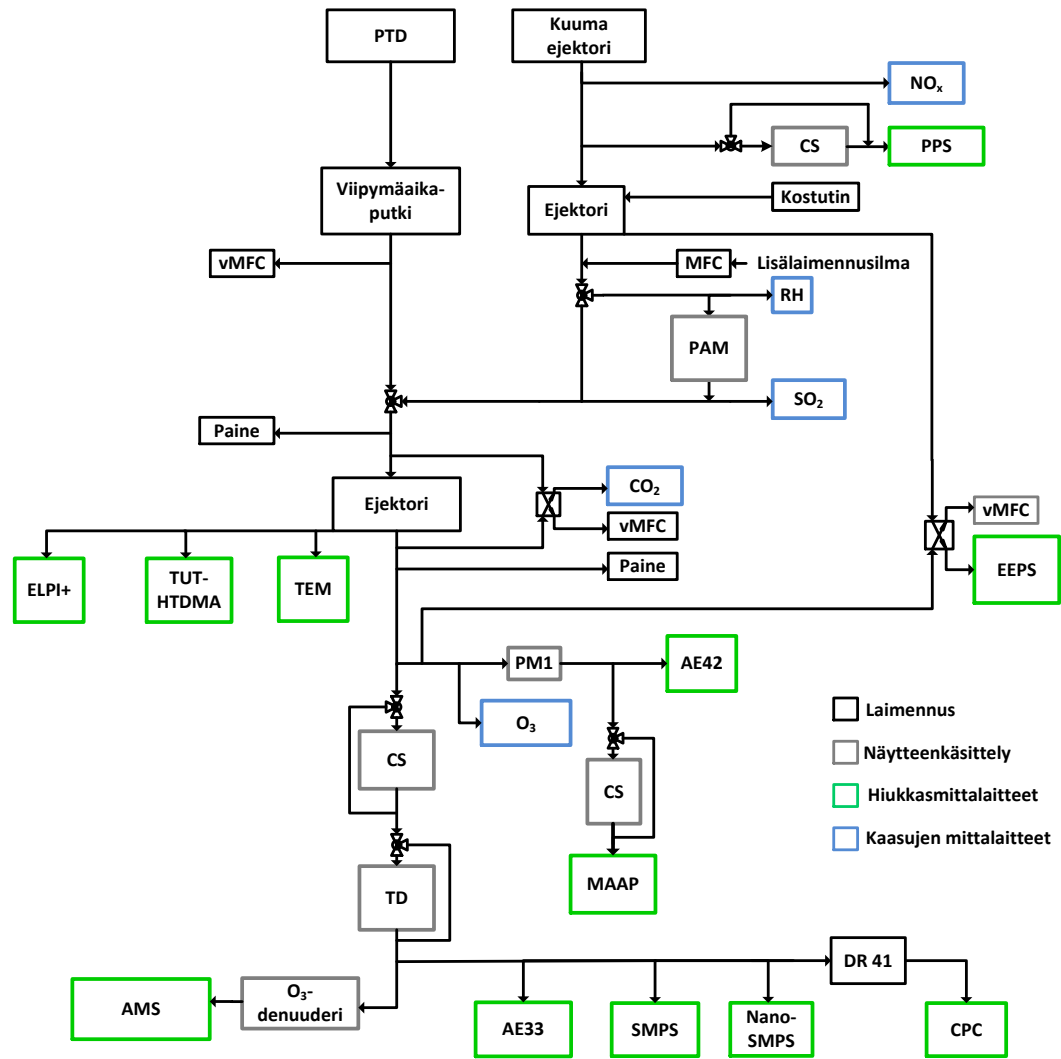 PTD
Kuuma
ejektori
NOₓ
CS
PPS
Viipymäaika-
putki
Ejektori
Kostutin
vMFC
MFC
Lisälaimennusilma
RH
PAM
SO₂
Paine
Ejektori
CO₂
vMFC
vMFC
Paine
EEPS
ELPI+
TUT-
HTDMA
TEM
PM1
AE42
O₃
CS
CS
Laimennus
Näytteenkäsittely
Hiukkasmittalaitteet
Kaasujen mittalaitteet
MAAP
TD
DR 41
AMS
O₃-
denuuderi
AE33
SMPS
Nano-
SMPS
CPC